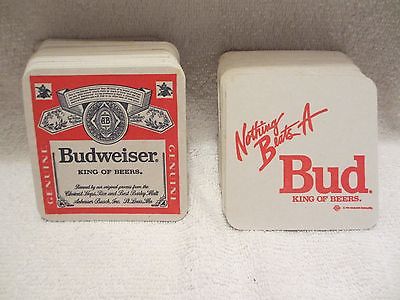 GENUINE
Budweiser®
KING OF BEERS®
Brewed by our original process from the
Choicest Hops, Rice and Best Barley Malt
Anheuser-Busch, Inc. St. Louis, Mo.
GENUINE
Nothing
Beats A
Bud®
KING OF BEERS®